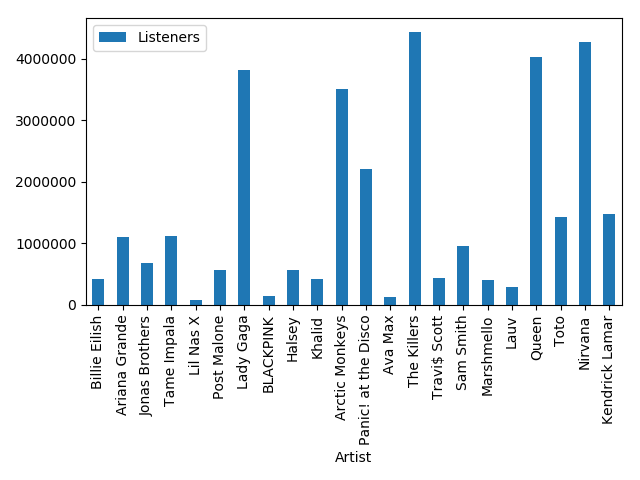 Listeners
4000000
3000000
2000000
1000000
0
Billie Eilish
Ariana Grande
Jonas Brothers
Tame Impala
Lil Nas X
Post Malone
Lady Gaga
BLACKPINK
Halsey
Khalid
Arctic Monkeys
Panic! at the Disco
Ava Max
The Killers
Travi$ Scott
Sam Smith
Marshmello
Lauv
Queen
Toto
Nirvana
Kendrick Lamar
Artist